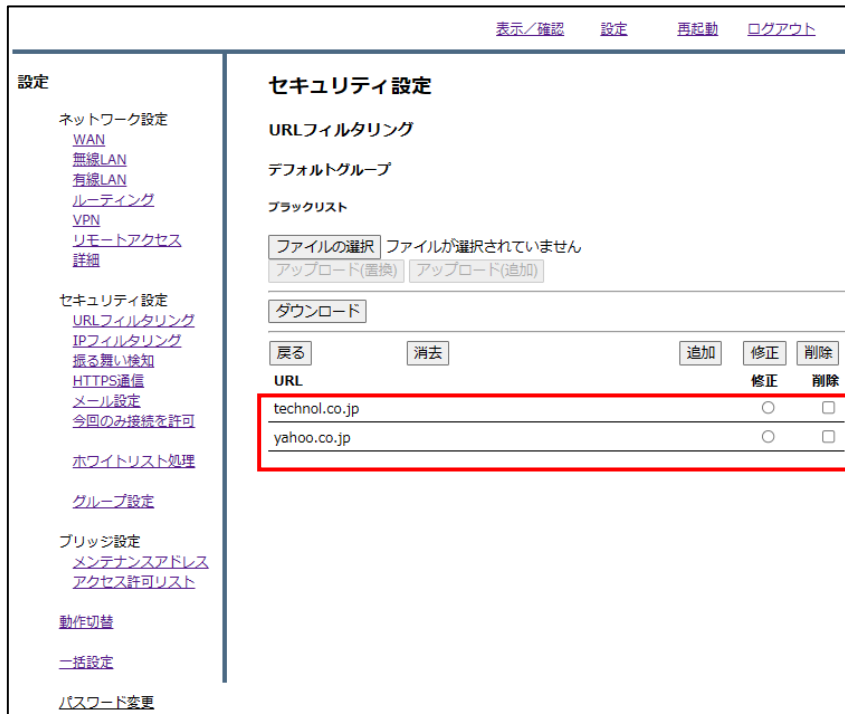 表示／確認 設定 再起動 ログアウト
設定
ネットワーク設定
WAN
無線LAN
有線LAN
ルーティング
VPN
リモートアクセス
詳細
セキュリティ設定
URLフィルタリング
IPフィルタリング
振る舞い検知
HTTPS通信
メール設定
今回のみ接続を許可
ホワイトリスト処理
グループ設定
ブリッジ設定
メンテナンスアドレス
アクセス許可リスト
動作切替
一括設定
パスワード変更
セキュリティ設定
URLフィルタリング
デフォルトグループ
ブラックリスト
ファイルの選択 ファイルが選択されていません
アップロード(置換) アップロード(追加)
ダウンロード
戻る 消去 追加 修正 削除
URL 修正 削除
technol.co.jp
yahoo.co.jp